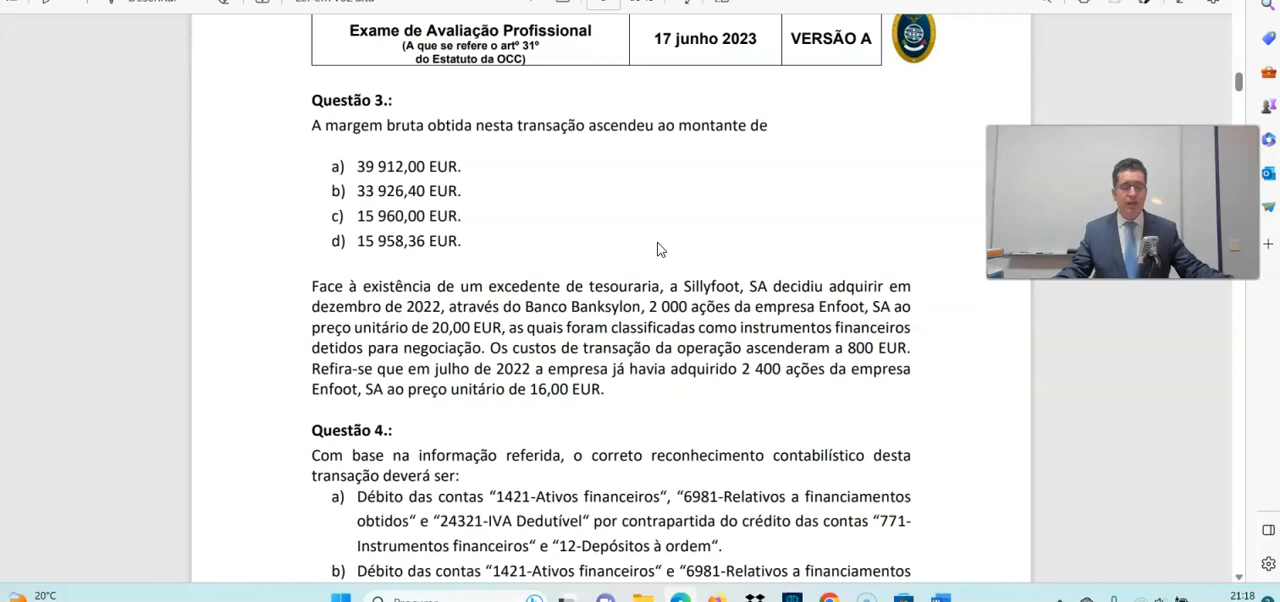 Exame de Avaliação Profissional
(A que se refere o artº 31º
do Estatuto da OCC)
17 junho 2023
VERSÃO A
Questão 3.:
A margem bruta obtida nesta transação ascendeu ao montante de
a) 39 912,00 EUR.
b) 33 926,40 EUR.
c) 15 960,00 EUR.
d) 15 958,36 EUR.
Face à existência de um excedente de tesouraria, a Sillyfoot, SA decidiu adquirir em
dezembro de 2022, através do Banco Banksylon, 2 000 ações da empresa Enfoot, SA ao
preço unitário de 20,00 EUR, as quais foram classificadas como instrumentos financeiros
detidos para negociação. Os custos de transação da operação ascenderam a 800 EUR.
Refira-se que em julho de 2022 a empresa já havia adquirido 2 400 ações da empresa
Enfoot, SA ao preço unitário de 16,00 EUR.
Questão 4.:
Com base na informação referida, o correto reconhecimento contabilístico desta
transação deverá ser:
a) Débito das contas “1421-Ativos financeiros“, “6981-Relativos a financiamentos
obtidos“ e “24321-IVA Dedutível“ por contrapartida do crédito das contas “771-
Instrumentos financeiros“ e “12-Depósitos à ordem“.
b) Débito das contas “1421-Ativos financeiros“ e “6981-Relativos a financiamentos
20°C
21:18